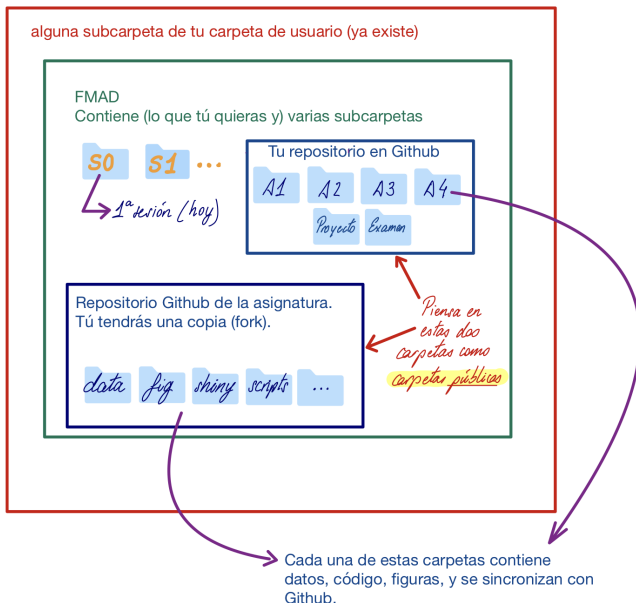 alguna subcarpeta de tu carpeta de usuario (ya existe)
FMAD
Contiene (lo que tú quieras y) varias subcarpetas
S0 S1 ...
1ª sesión (hoy)
Tu repositorio en Github
A1 A2 A3 A4
Proyecto Examen
Repositorio Github de la asignatura.
Tú tendrás una copia (fork).
data fig shiny scripts ...
Piensa en
estas dos
carpetas como
carpetas públicas
Cada una de estas carpetas contiene
datos, código, figuras, y se sincronizan con
Github.